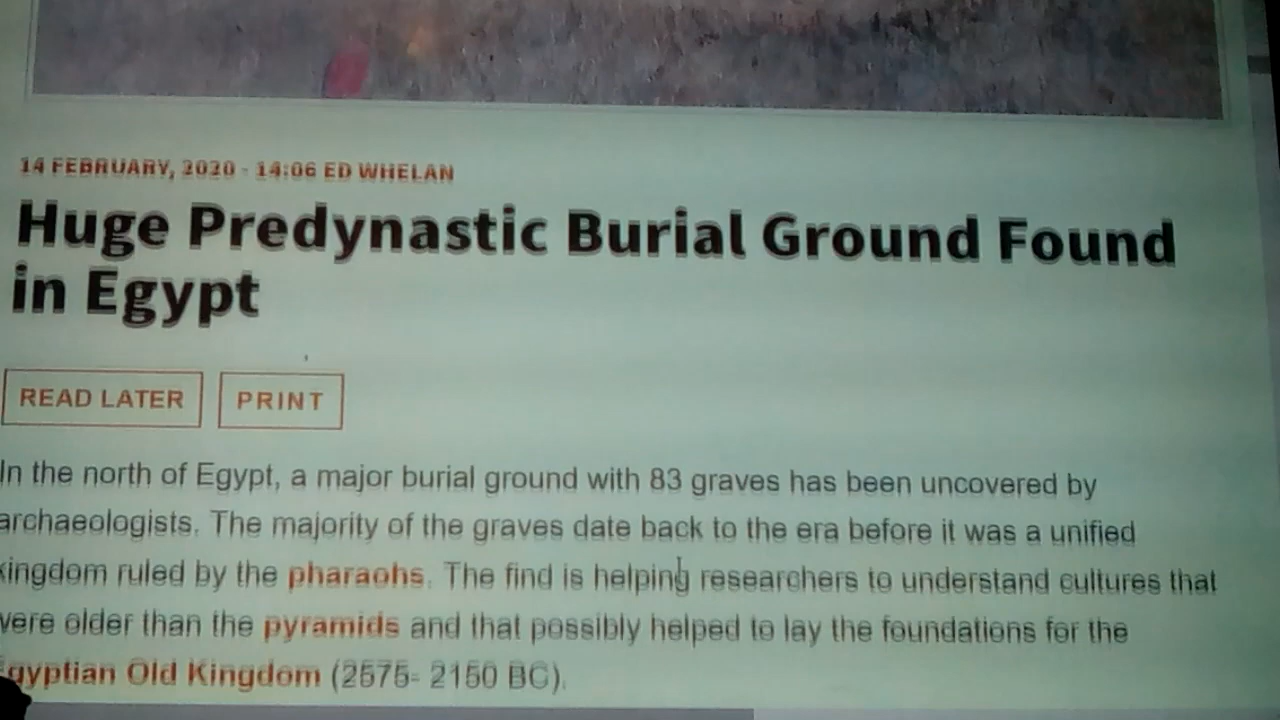 14 FEBRUARY, 2020 - 14:06 ED WHELAN
Huge Predynastic Burial Ground Found
in Egypt
READ LATER PRINT
In the north of Egypt, a major burial ground with 83 graves has been uncovered by
archaeologists. The majority of the graves date back to the era before it was a unified
kingdom ruled by the pharaohs. The find is helping researchers to understand cultures that
were older than the pyramids and that possibly helped to lay the foundations for the
Egyptian Old Kingdom (2575- 2150 BC).